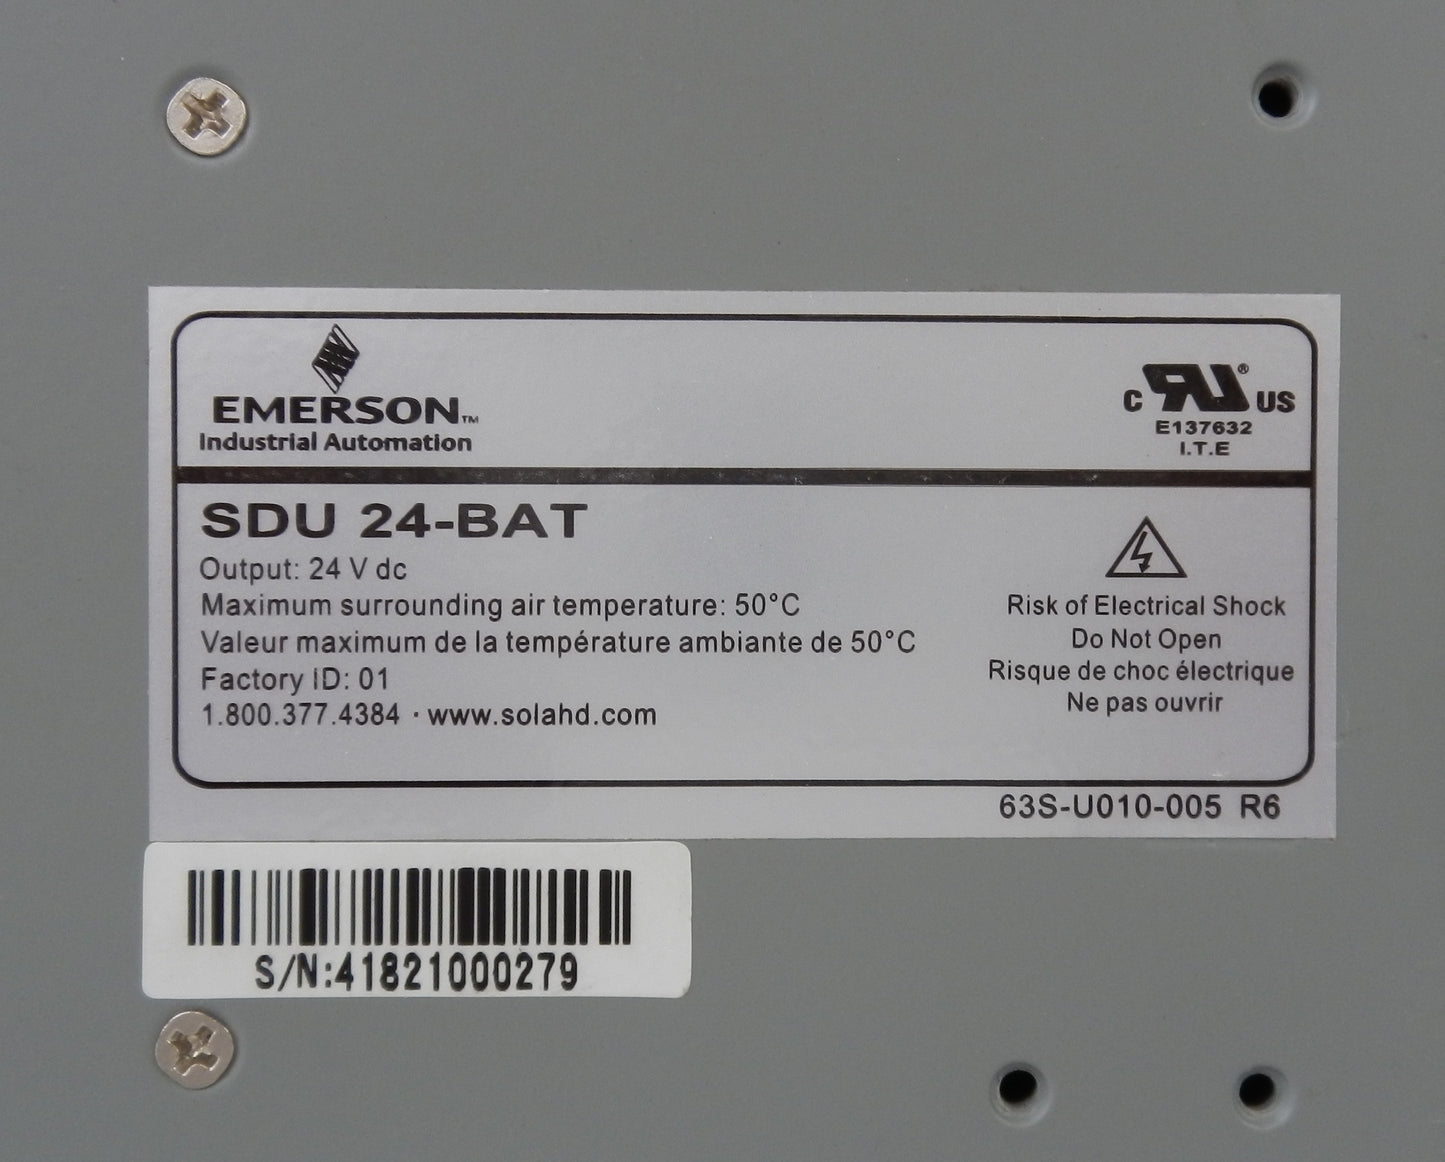 EMERSON™
Industrial Automation
C RU® US
E137632
I.T.E
SDU 24-BAT
Output: 24 V dc
Maximum surrounding air temperature: 50°C
Valeur maximum de la température ambiante de 50°C
Factory ID: 01
1.800.377.4384 · www.solahd.com
Risk of Electrical Shock
Do Not Open
Risque de choc électrique
Ne pas ouvrir
63S-U010-005 R6
S/N:41821000279